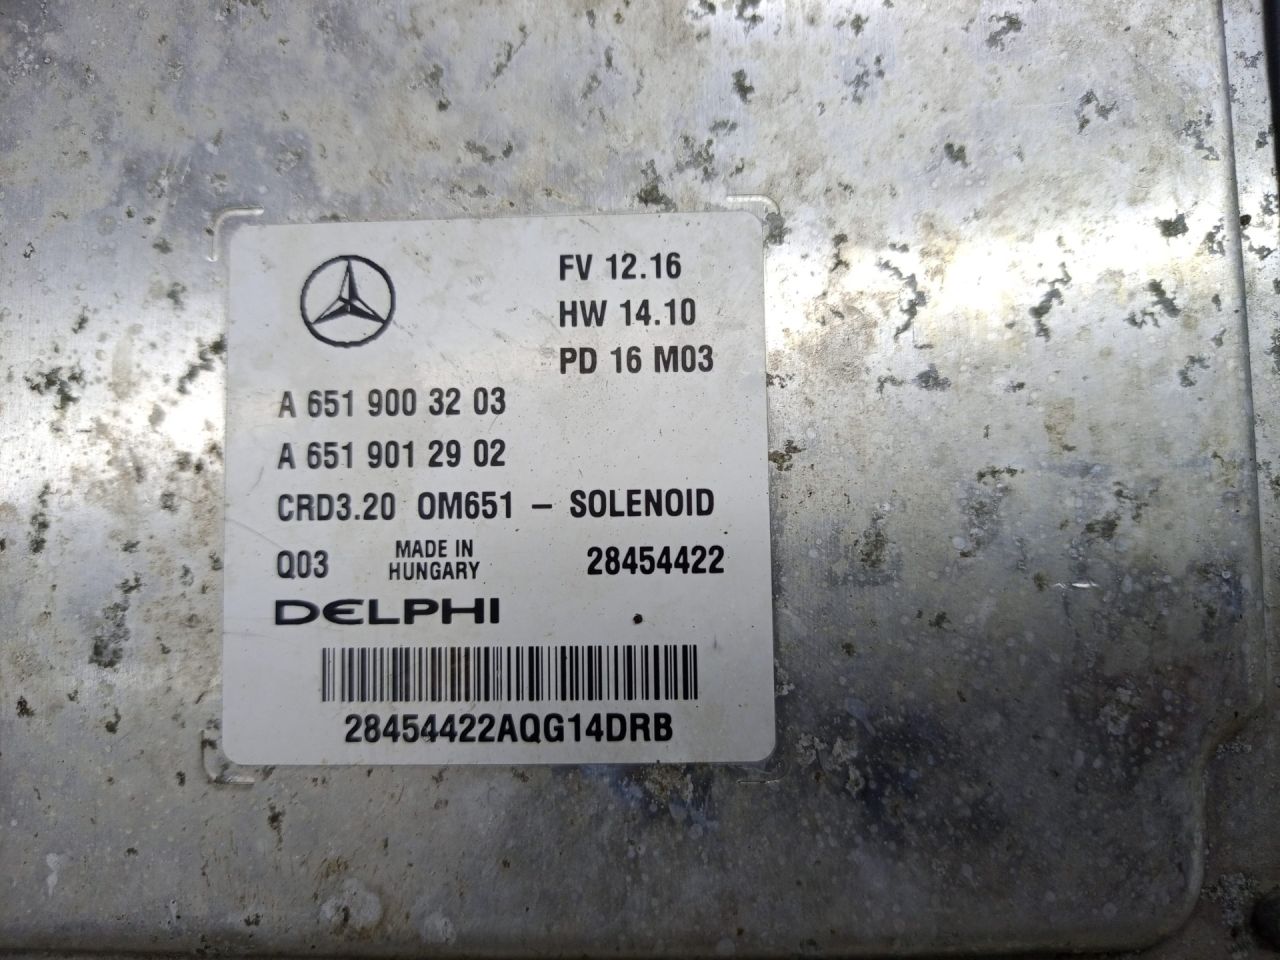 FV 12.16
HW 14.10
PD 16 M03
A 651 900 32 03
A 651 901 29 02
CRD3.20 OM651 – SOLENOID
Q03 MADE IN HUNGARY 28454422
DELPHI
28454422AQG14DRB